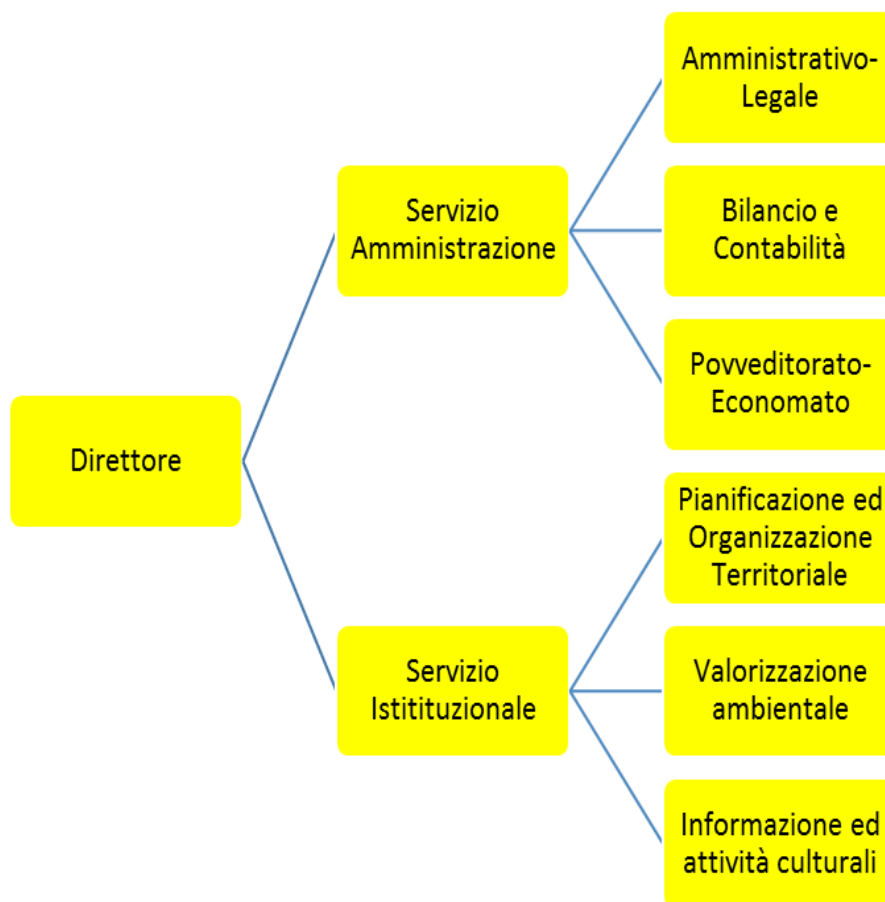 Amministrativo-
Legale
Servizio
Amministrazione
Bilancio e
Contabilità
Povveditorato-
Economato
Direttore
Pianificazione ed
Organizzazione
Territoriale
Servizio
Istitituzionale
Valorizzazione
ambientale
Informazione ed
attività culturali